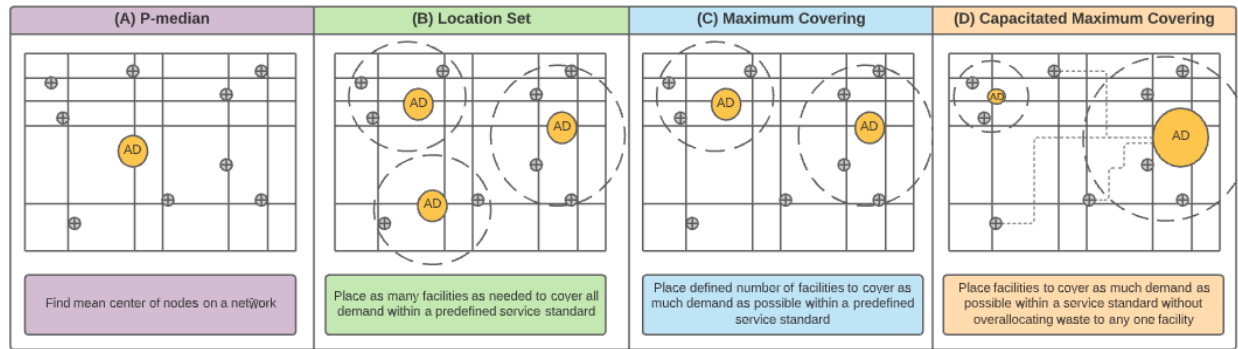 (A) P-median
(B) Location Set
(C) Maximum Covering
(D) Capacitated Maximum Covering
AD
AD
AD
AD
AD
AD
AD
AD
Find mean center of nodes on a network
Place as many facilities as needed to cover all
demand within a predefined service standard
Place defined number of facilities to cover as
much demand as possible within a predefined
service standard
Place facilities to cover as much demand as
possible within a service standard without
overallocating waste to any one facility